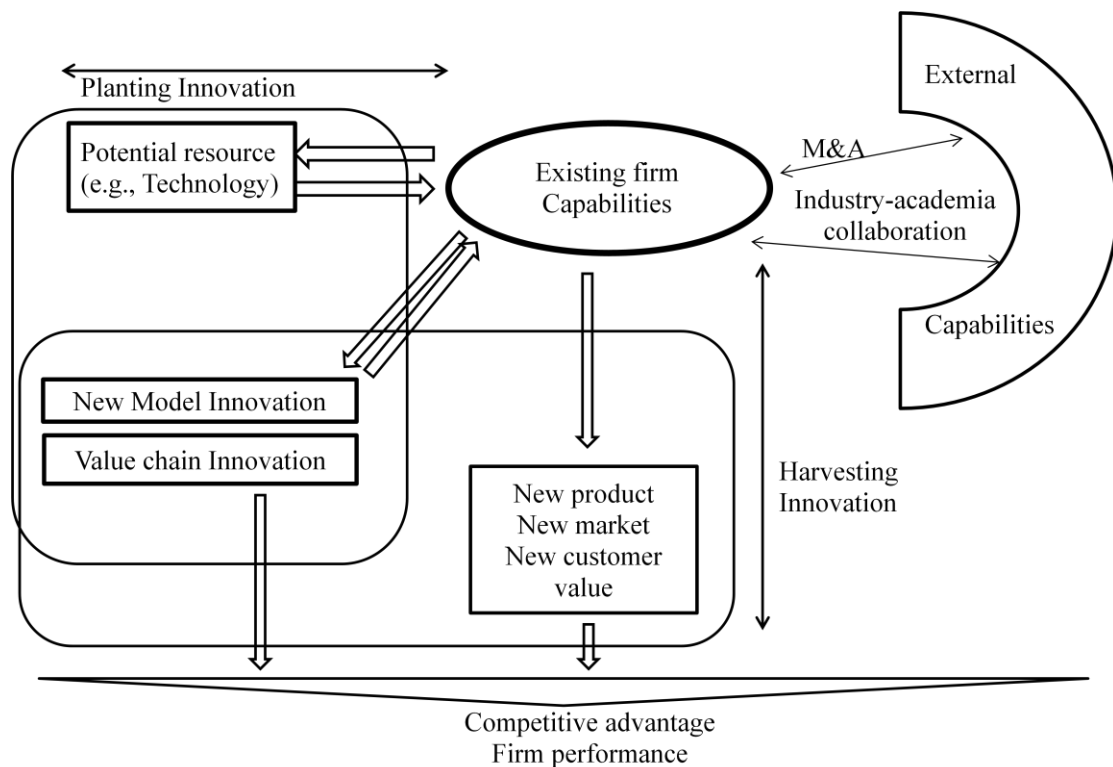 Planting Innovation
Potential resource
(e.g., Technology)
Existing firm
Capabilities
M&A
Industry-academia
collaboration
External
Capabilities
New Model Innovation
Value chain Innovation
New product
New market
New customer
value
Harvesting
Innovation
Competitive advantage
Firm performance